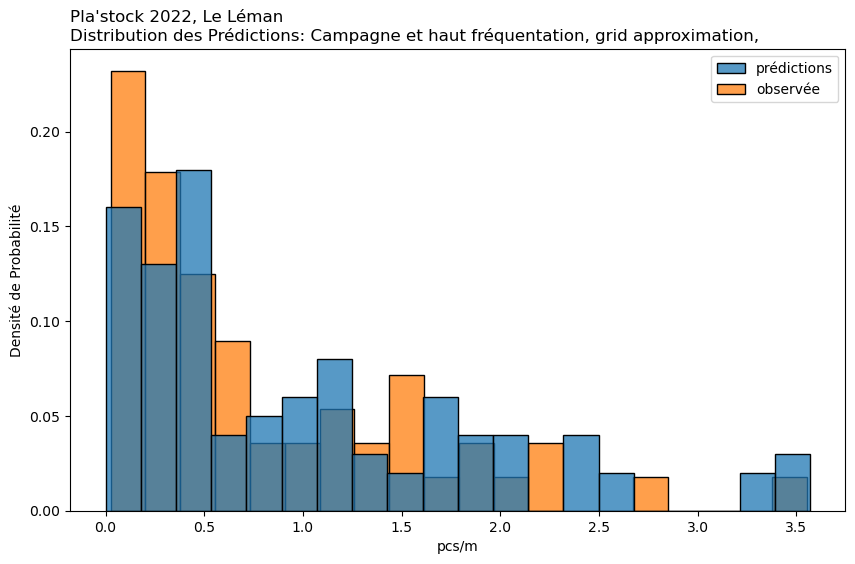 Pla'stock 2022, Le Léman
Distribution des Prédictions: Campagne et haut fréquentation, grid approximation,
prédictions
observée
Densité de Probabilité
0.20
0.15
0.10
0.05
0.00
0.0 0.5 1.0 1.5 2.0 2.5 3.0 3.5
pcs/m